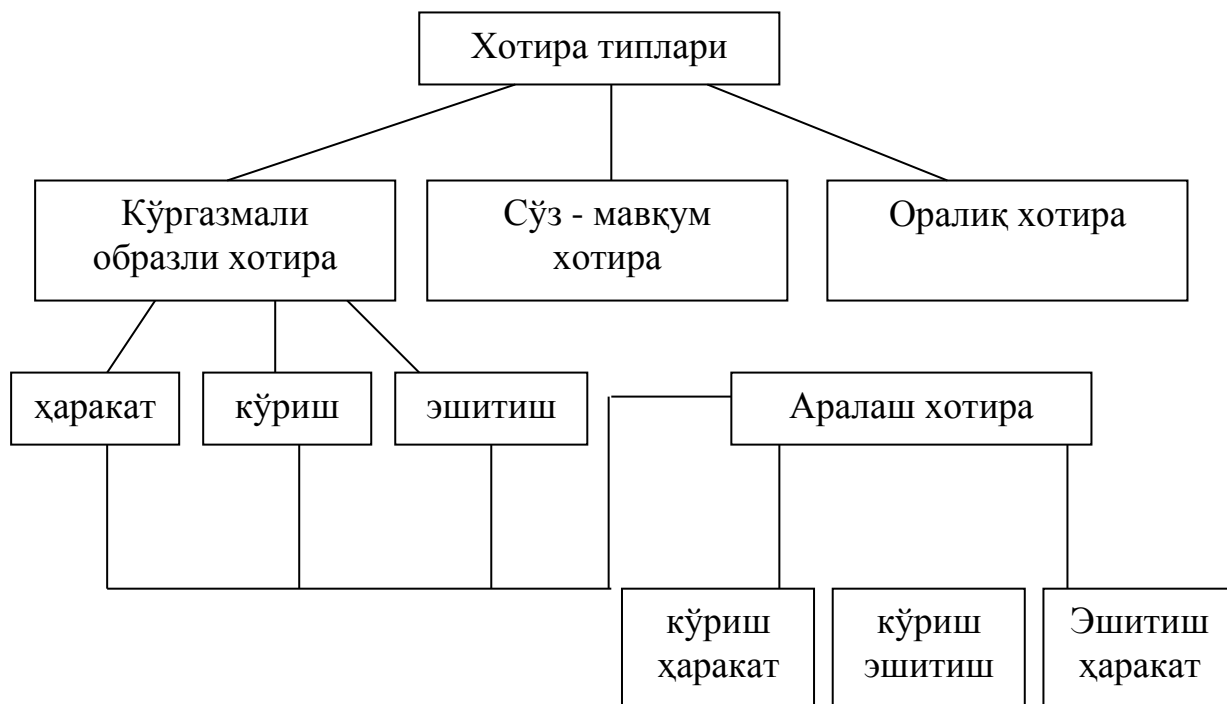 Хотира типлари
Кўргазмали
образли хотира
Сўз - мавқум
хотира
Оралиқ хотира
ҳаракат
кўриш
эшитиш
Аралаш хотира
кўриш
ҳаракат
кўриш
эшитиш
Эшитиш
ҳаракат